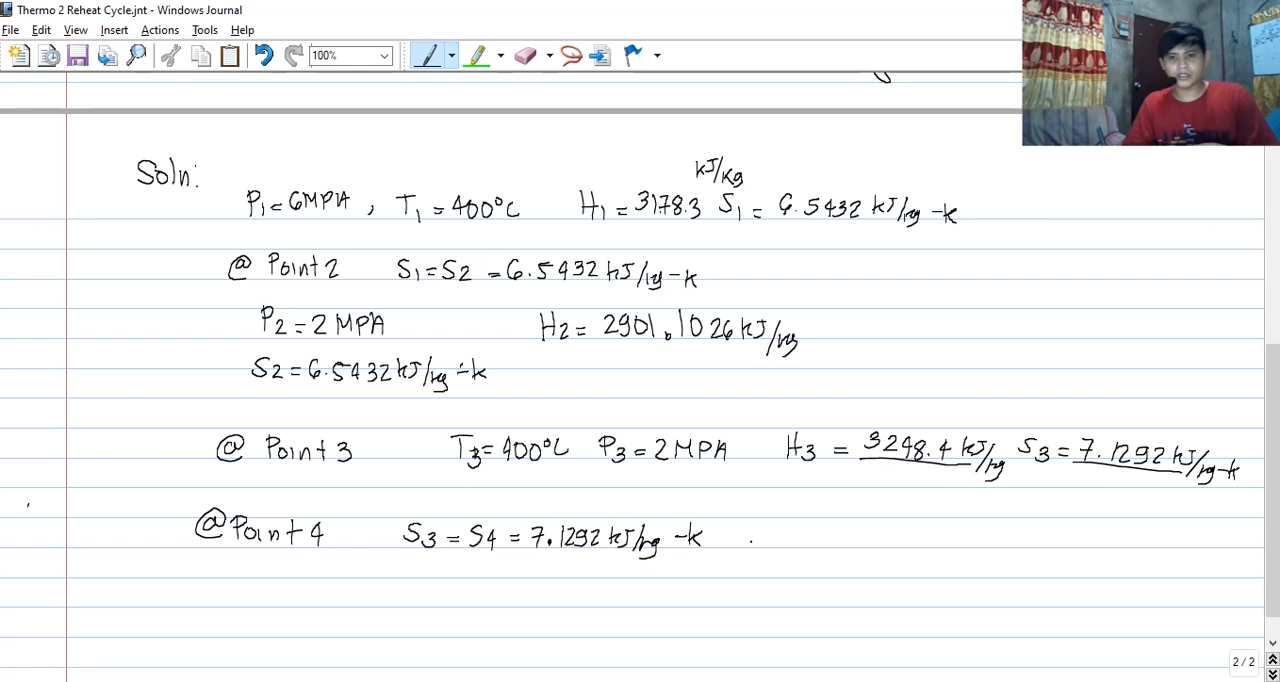 Thermo 2 Reheat Cycle.jnt - Windows Journal
File Edit View Insert Actions Tools Help
100%
Soln:
kJ/kg
P1 = 6MPA , T1 = 400°C H1 = 3178.3 S1 = 6.5432 kJ/kg-K
@ Point 2 S1 = S2 = 6.5432 kJ/kg-K
P2 = 2 MPA H2 = 2901.1026 kJ/kg
S2 = 6.5432 kJ/kg-K
@ Point 3 T3 = 400°C P3 = 2 MPA H3 = 3248.4 kJ/kg S3 = 7.1292 kJ/kg-K
@ Point 4 S3 = S4 = 7.1292 kJ/kg-K
2 / 2